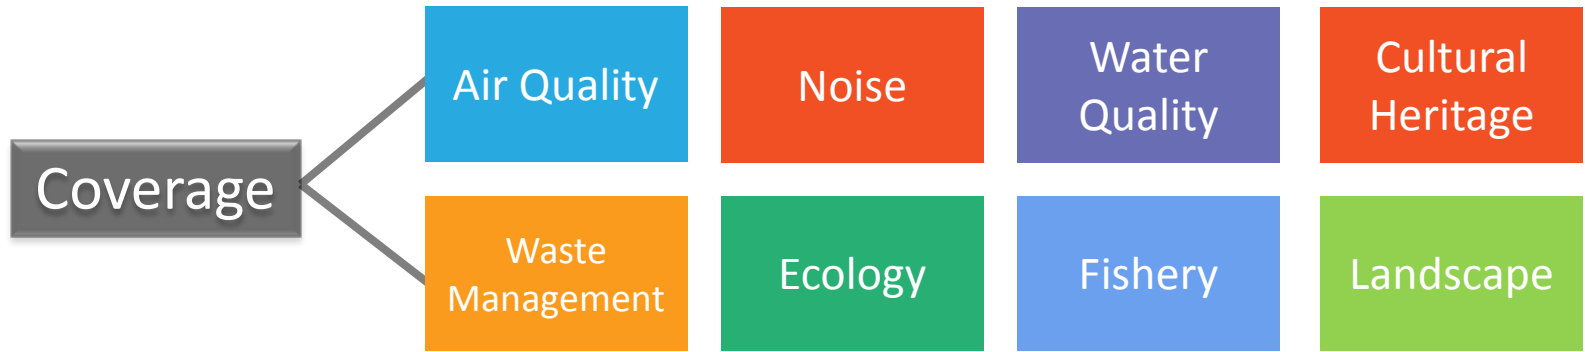 Coverage
Air Quality
Noise
Water
Quality
Cultural
Heritage
Waste
Management
Ecology
Fishery
Landscape